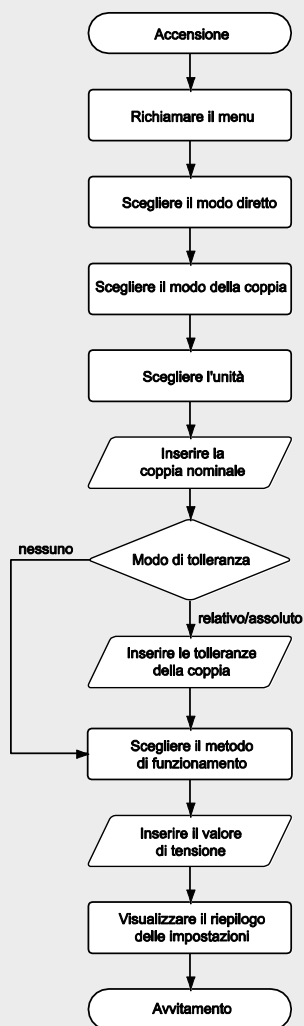 Accensione
Richiamare il menu
Scegliere il modo diretto
Scegliere il modo della coppia
Scegliere l'unità
Inserire la
coppia nominale
nessuno
Modo di tolleranza
relativo/assoluto
Inserire le tolleranze
della coppia
Scegliere il metodo
di funzionamento
Inserire il valore
di tensione
Visualizzare il riepilogo
delle impostazioni
Avvitamento